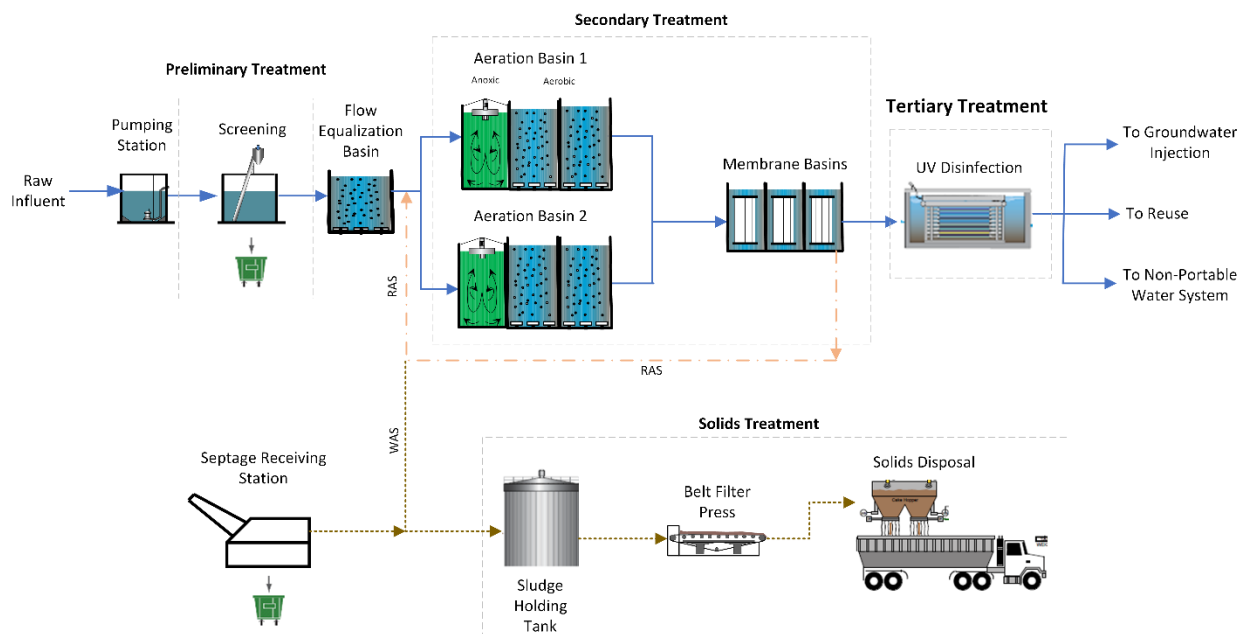 Secondary Treatment
Preliminary Treatment
Aeration Basin 1
Anoxic
Aerobic
Flow
Equalization
Basin
Pumping
Station
Screening
Raw
Influent
Tertiary Treatment
UV Disinfection
Membrane Basins
To Groundwater
Injection
To Reuse
To Non-Portable
Water System
Aeration Basin 2
RAS
RAS
WAS
Solids Treatment
Septage Receiving
Station
Sludge
Holding
Tank
Belt Filter
Press
Solids Disposal
Cake Hopper